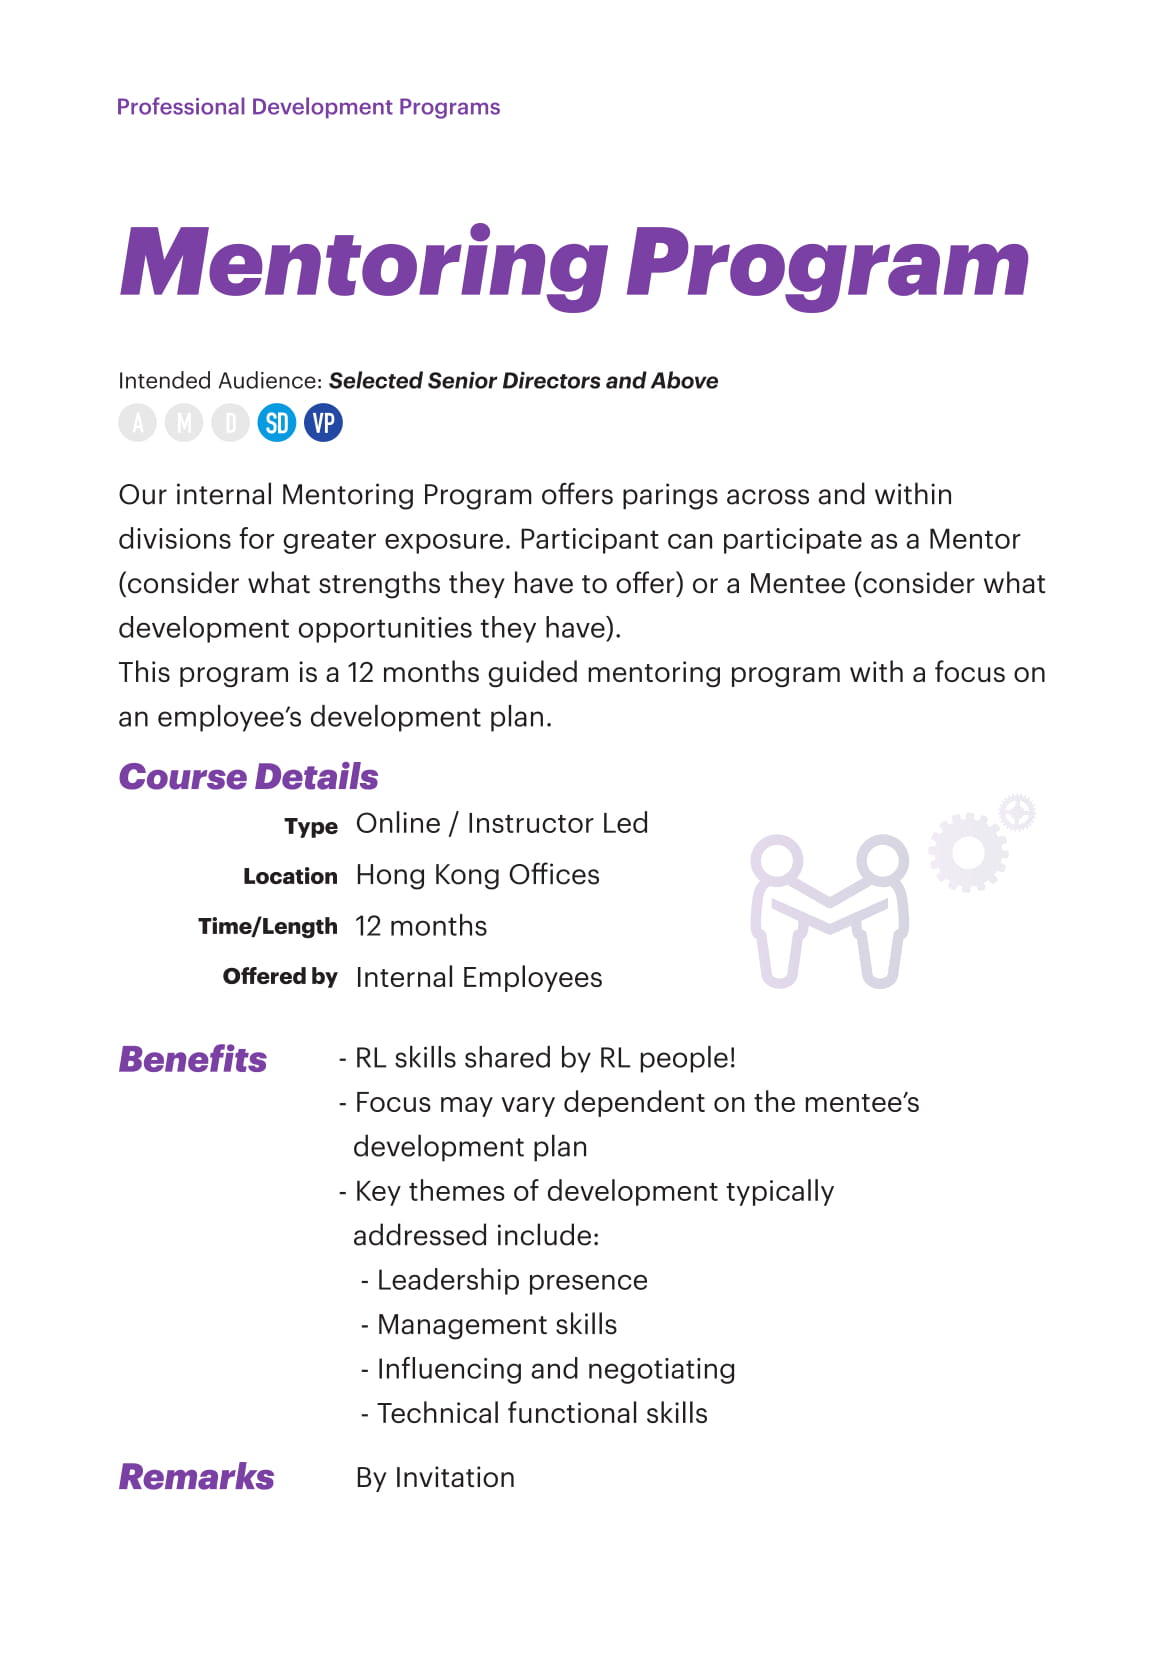 Professional Development Programs
Mentoring Program
Intended Audience: Selected Senior Directors and Above
A M D SD VP
Our internal Mentoring Program offers parings across and within
divisions for greater exposure. Participant can participate as a Mentor
(consider what strengths they have to offer) or a Mentee (consider what
development opportunities they have).
This program is a 12 months guided mentoring program with a focus on
an employee’s development plan.
Course Details
Type Online / Instructor Led
Location Hong Kong Offices
Time/Length 12 months
Offered by Internal Employees
Benefits - RL skills shared by RL people!
- Focus may vary dependent on the mentee’s
development plan
- Key themes of development typically
addressed include:
- Leadership presence
- Management skills
- Influencing and negotiating
- Technical functional skills
Remarks By Invitation